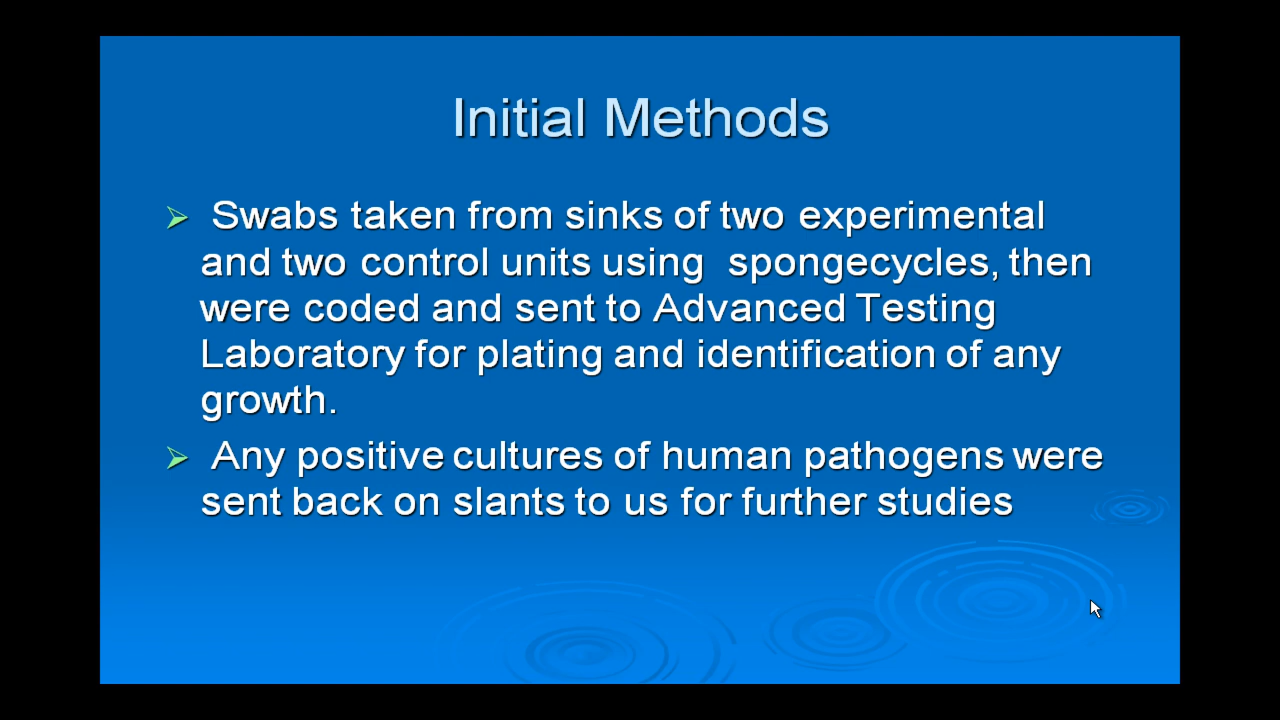 Initial Methods
Swabs taken from sinks of two experimental
and two control units using  spongecycles, then
were coded and sent to Advanced Testing
Laboratory for plating and identification of any
growth.
Any positive cultures of human pathogens were
sent back on slants to us for further studies